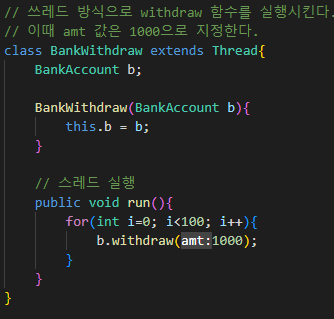 // 쓰레드 방식으로 withdraw 함수를 실행시킨다.
// 이때 amt 값은 1000으로 지정한다.
class BankWithdraw extends Thread{
BankAccount b;
BankWithdraw(BankAccount b){
this.b = b;
}
// 스레드 실행
public void run(){
for(int i=0; i<100; i++){
b.withdraw(amt:1000);
}
}
}